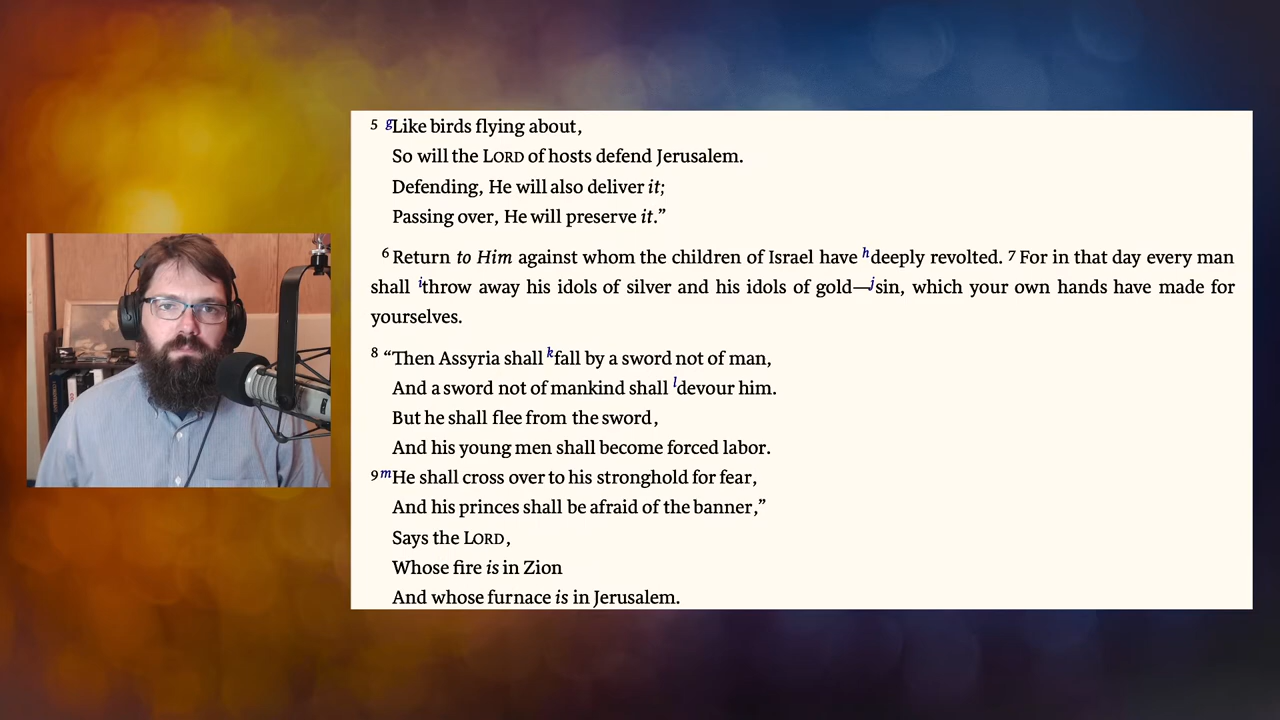 5 gLike birds flying about,
So will the LORD of hosts defend Jerusalem.
Defending, He will also deliver it;
Passing over, He will preserve it.”
6 Return to Him against whom the children of Israel have hdeeply revolted. 7 For in that day every man
shall ithrow away his idols of silver and his idols of gold—jsin, which your own hands have made for
yourselves.
8 “Then Assyria shall kfall by a sword not of man,
And a sword not of mankind shall ldevour him.
But he shall flee from the sword,
And his young men shall become forced labor.
9 mHe shall cross over to his stronghold for fear,
And his princes shall be afraid of the banner,”
Says the LORD,
Whose fire is in Zion
And whose furnace is in Jerusalem.